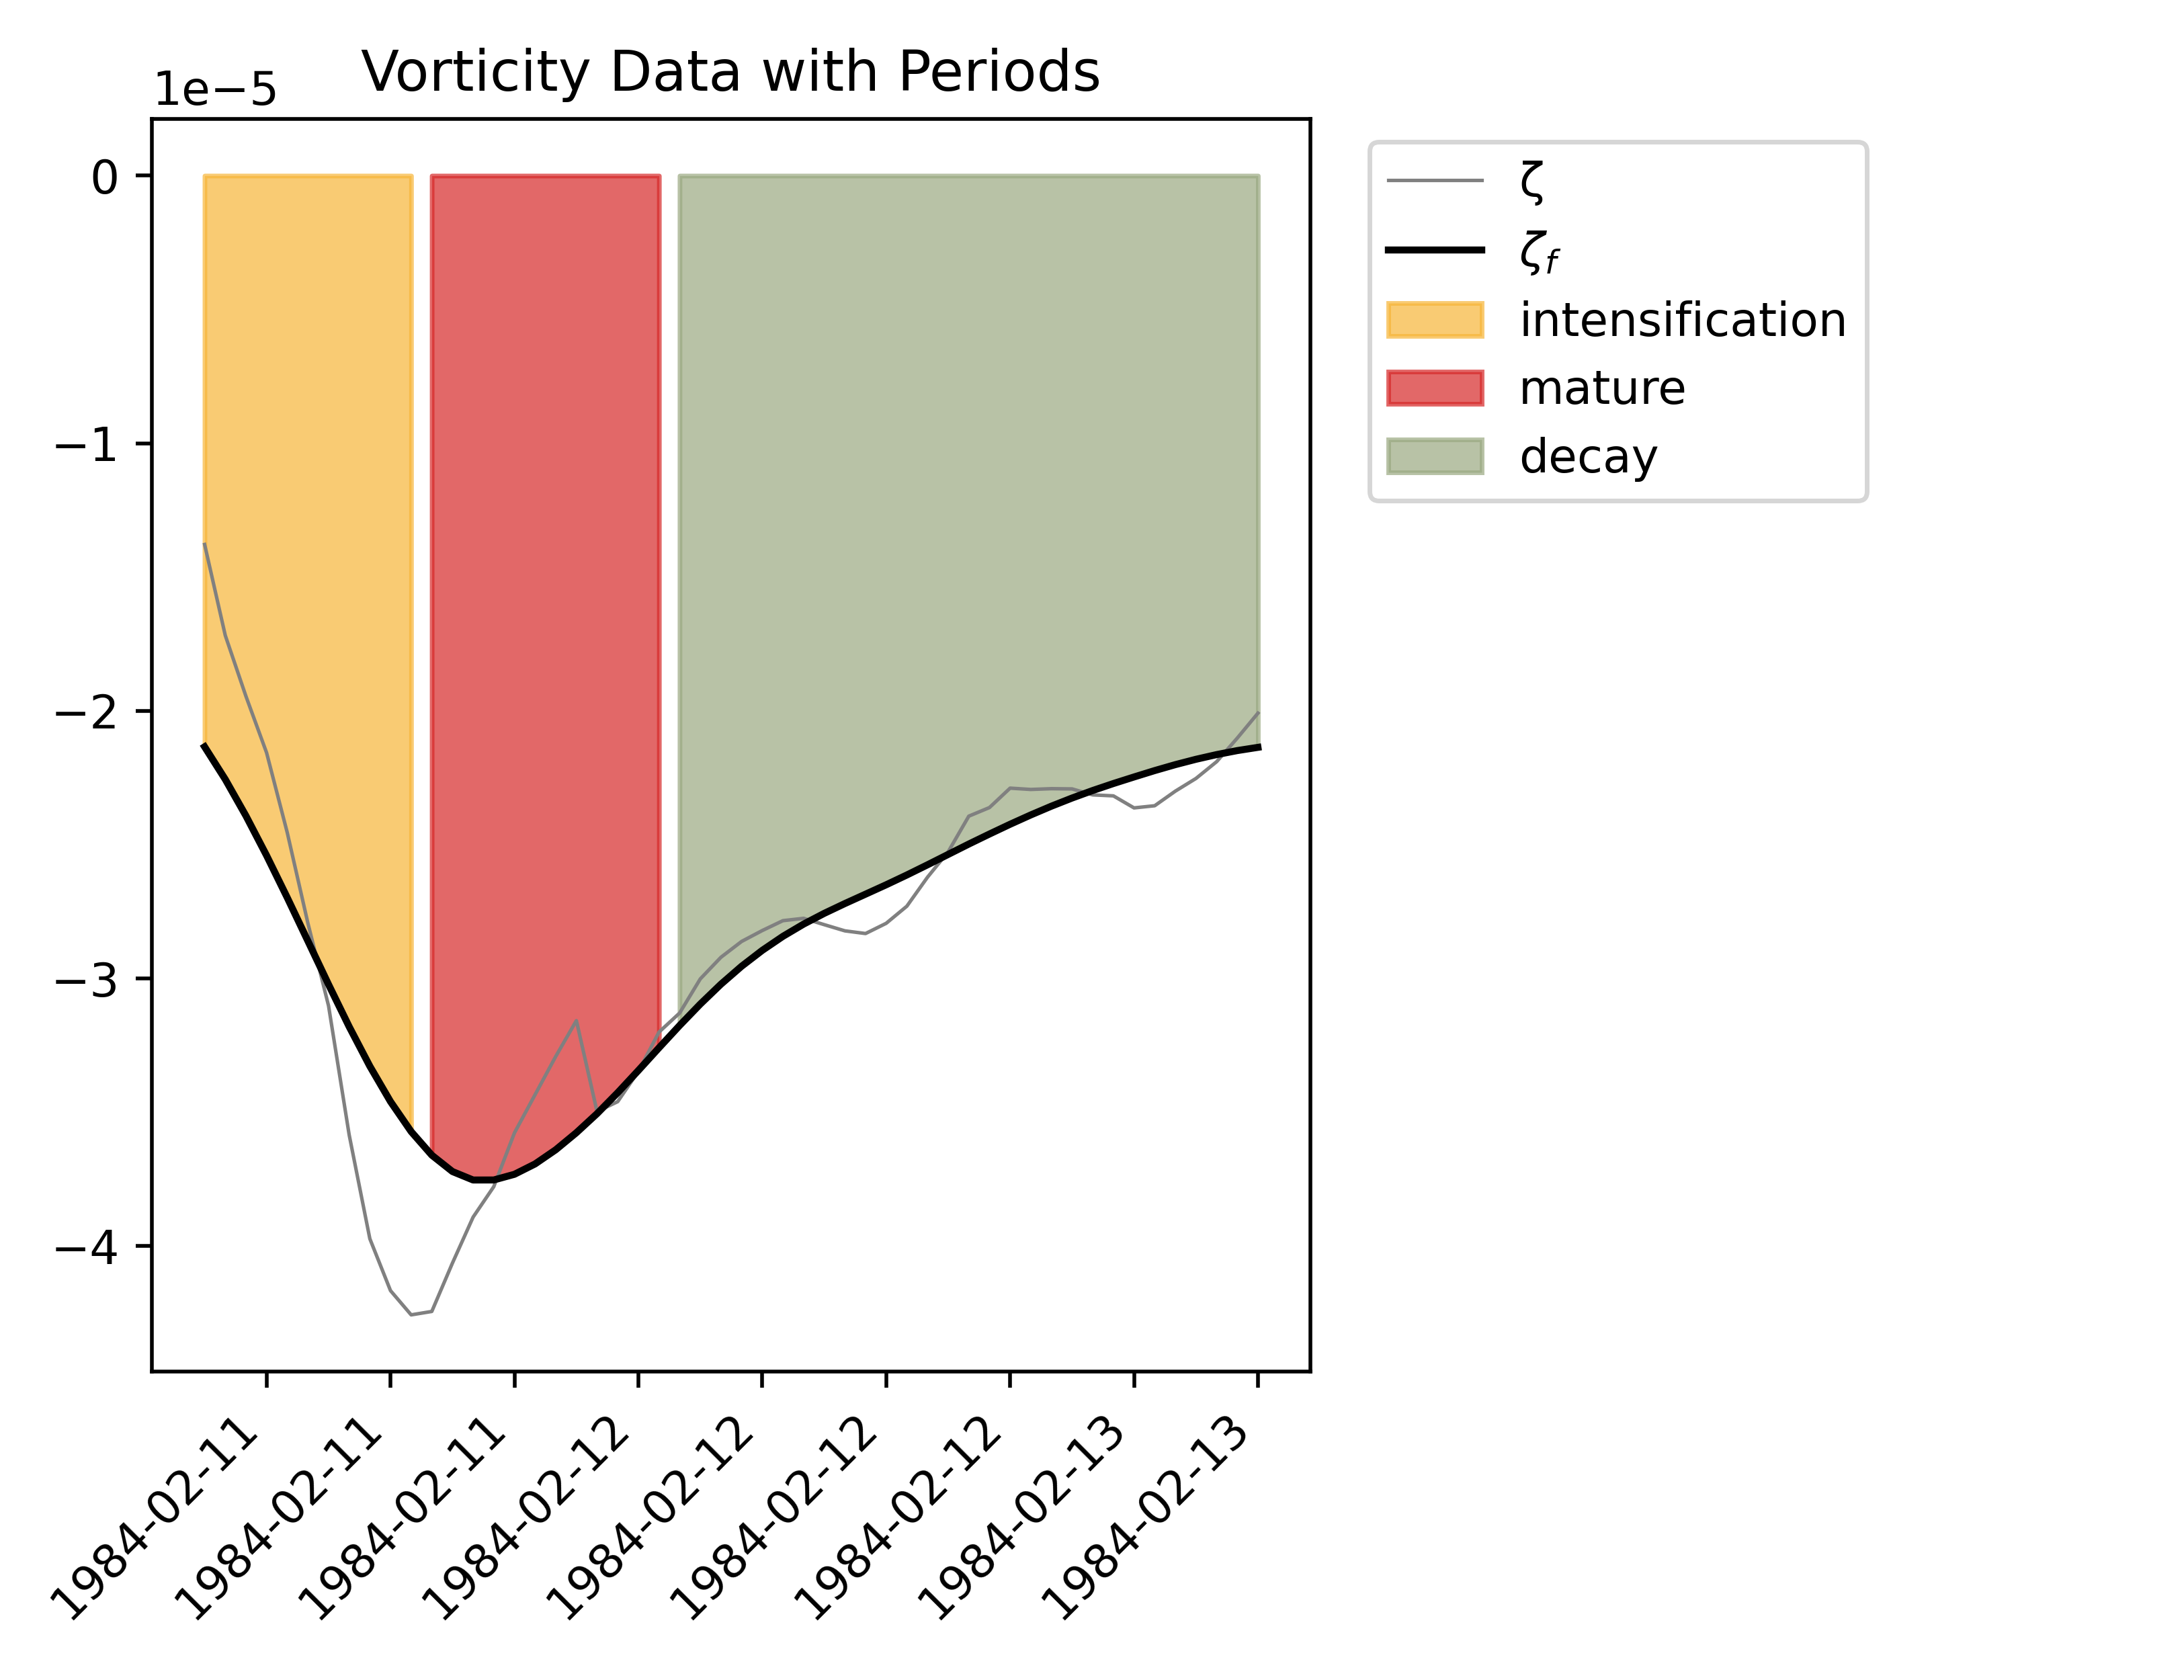 Vorticity Data with Periods
1e−5
0
−1
−2
−3
−4
1984-02-11
1984-02-11
1984-02-11
1984-02-12
1984-02-12
1984-02-12
1984-02-12
1984-02-13
1984-02-13
ζ
ζf
intensification
mature
decay